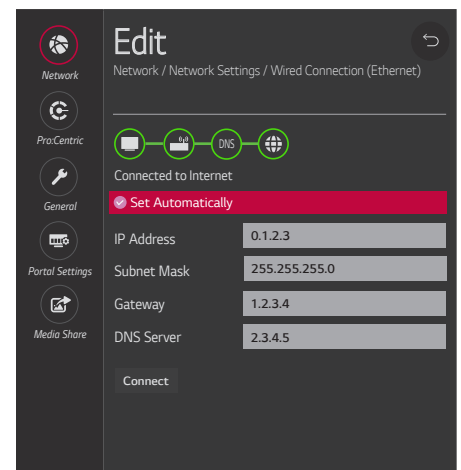 Edit
Network / Network Settings / Wired Connection (Ethernet)
Network
Pro:Centric
General
Portal Settings
Media Share
DNS
Connected to Internet
Set Automatically
IP Address 0.1.2.3
Subnet Mask 255.255.255.0
Gateway 1.2.3.4
DNS Server 2.3.4.5
Connect